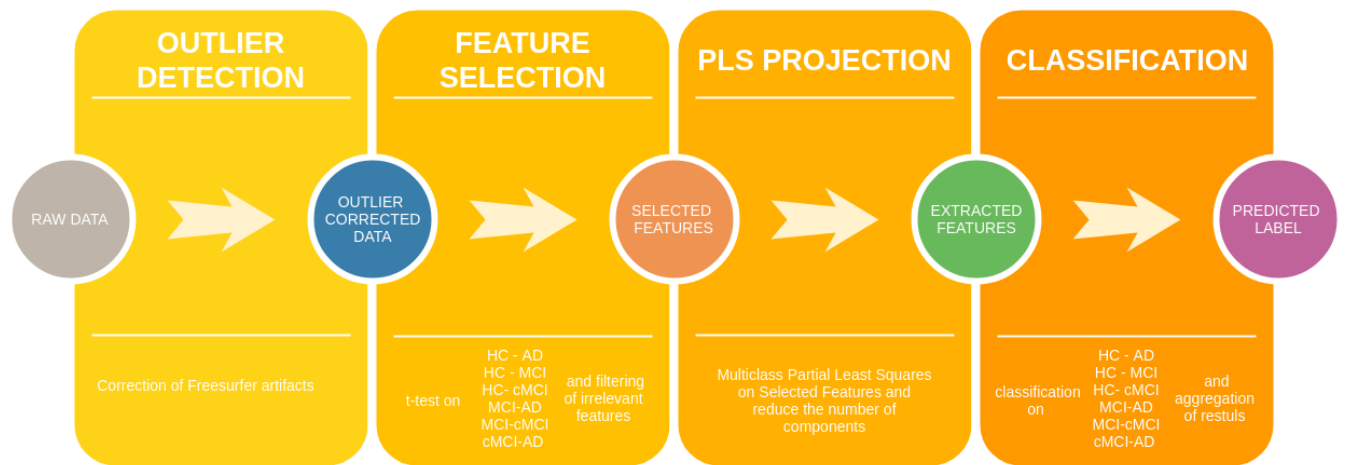 OUTLIER
DETECTION
FEATURE
SELECTION
PLS PROJECTION
CLASSIFICATION
RAW DATA
OUTLIER
CORRECTED
DATA
SELECTED
FEATURES
EXTRACTED
FEATURES
PREDICTED
LABEL
Correction of Freesurfer artifacts
t-test on
HC - AD
HC - MCI
HC- cMCI
MCI-AD
MCI-cMCI
cMCI-AD
and filtering
of irrelevant
features
Multiclass Partial Least Squares
on Selected Features and
reduce the number of
components
classification
on
HC - AD
HC - MCI
HC- cMCI
MCI-AD
MCI-cMCI
cMCI-AD
and
aggregation
of restuls